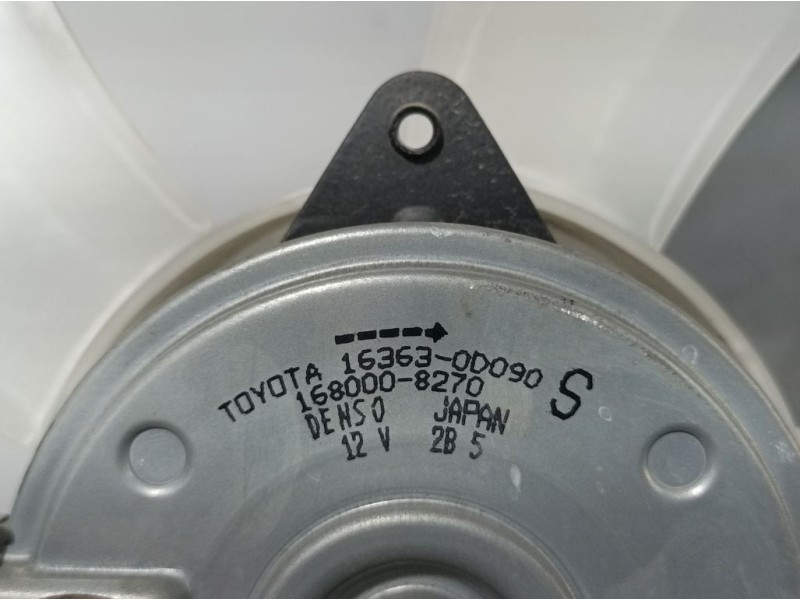 TOYOTA 16363-0D090 S
168000-8270
DENSO JAPAN
12 V 2B 5